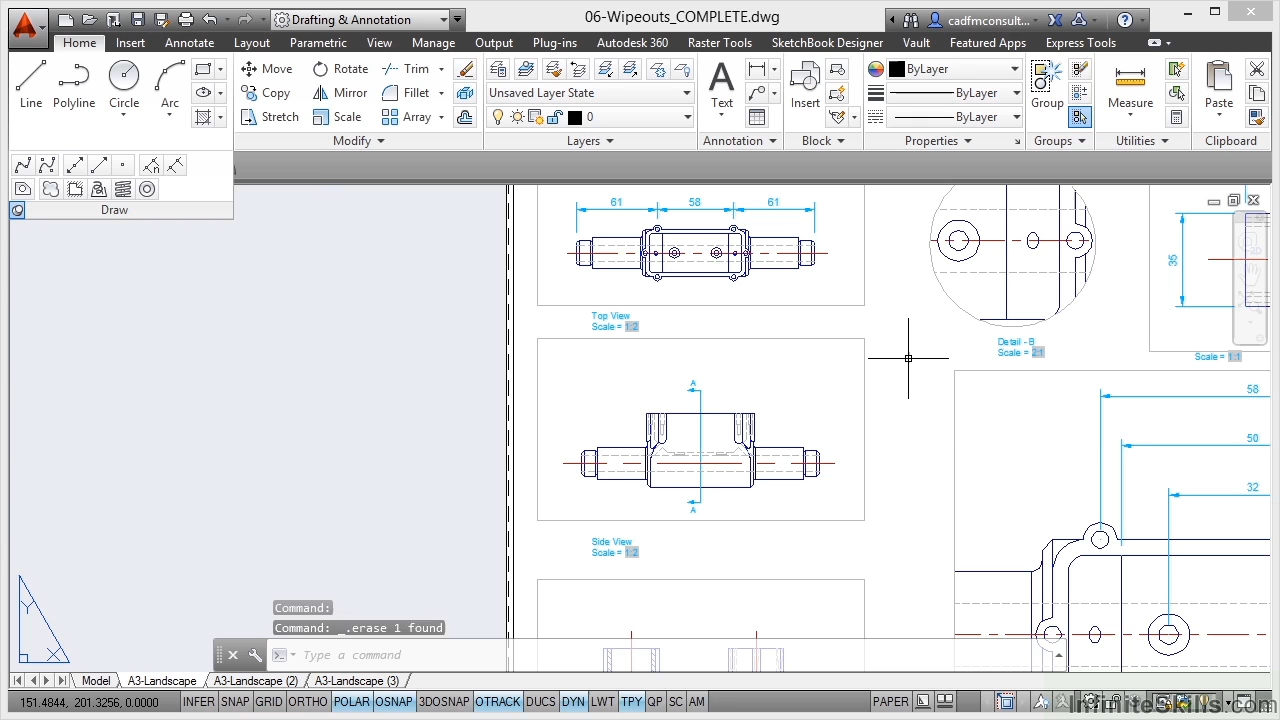 Drafting & Annotation
06-Wipeouts_COMPLETE.dwg
cadfmconsult...
Home Insert Annotate Layout Parametric View Manage Output Plug-ins Autodesk 360 Raster Tools SketchBook Designer Vault Featured Apps Express Tools
Line Polyline Circle Arc
Move Rotate Trim
Copy Mirror Fillet
Stretch Scale Array
Unsaved Layer State
0
Text
Insert
ByLayer
ByLayer
ByLayer
Group
Measure
Paste
Modify Layers Annotation Block Properties Groups Utilities Clipboard
Draw
61 58 61
Top View
Scale = 1:2
Detail - B
Scale = 2:1
35
Scale = 1:1
A
A
Side View
Scale = 1:2
58
50
32
Y
X
Command:
Command: _.erase 1 found
Type a command
Model A3-Landscape A3-Landscape (2) A3-Landscape (3)
151.4844, 201.3256, 0.0000 INFER SNAP GRID ORTHO POLAR OSNAP 3DOSNAP OTRACK DUCS DYN LWT TPY QP SC AM PAPER
InfiniteSkills.com